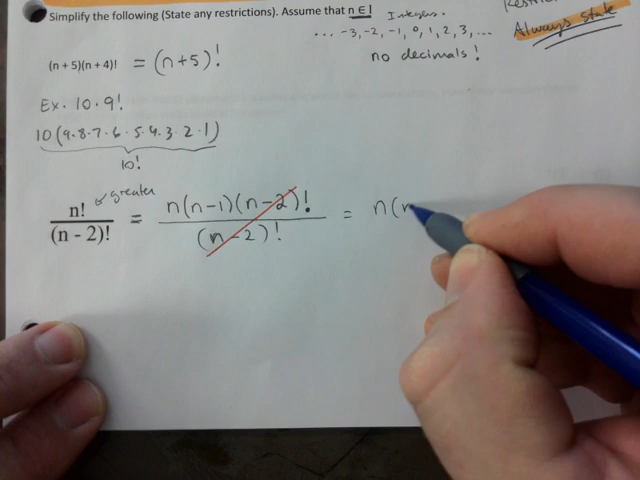 Restri
Simplify the following (State any restrictions). Assume that n ∈ I
Integers.
Always state
... -3, -2, -1, 0, 1, 2, 3, ...
no decimals!
(n + 5)(n + 4)! = (n+5)!
Ex. 10·9!
10(9·8·7·6·5·4·3·2·1)
10!
greater
n! n(n-1)(n-2)!
= = n(n
(n - 2)! (n-2)!